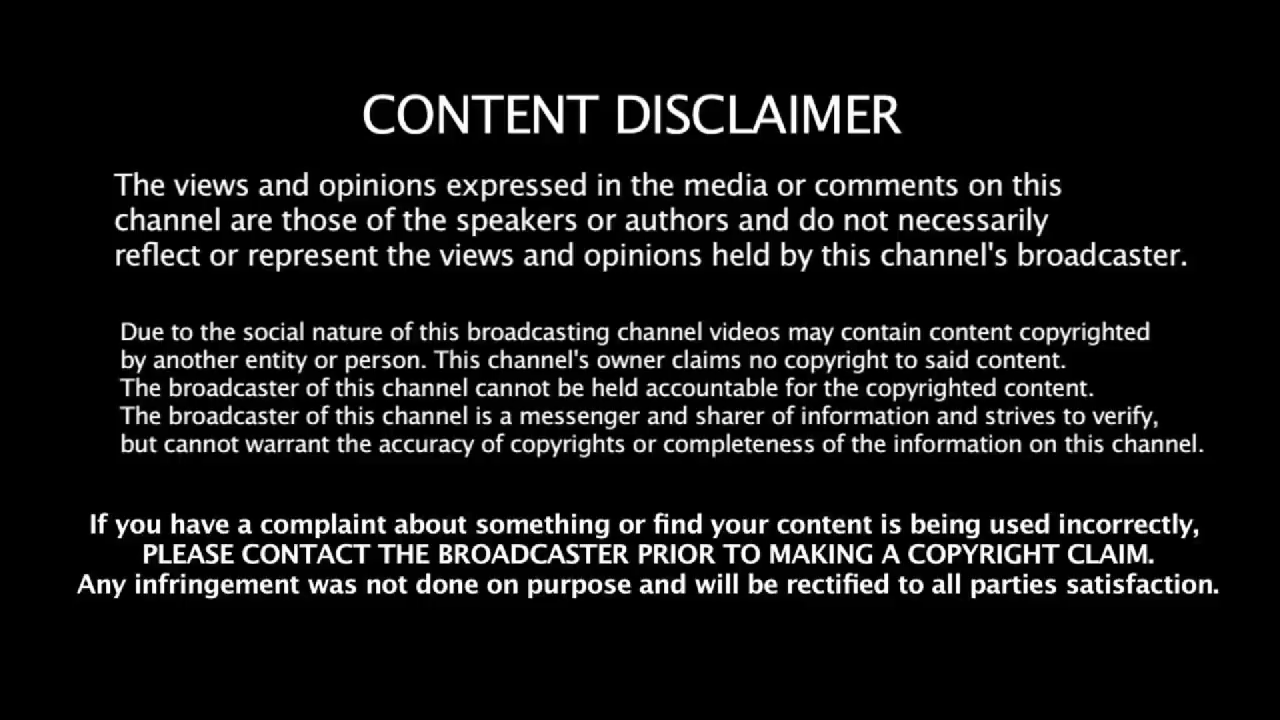 CONTENT DISCLAIMER
The views and opinions expressed in the media or comments on this
channel are those of the speakers or authors and do not necessarily
reflect or represent the views and opinions held by this channel's broadcaster.
Due to the social nature of this broadcasting channel videos may contain content copyrighted
by another entity or person. This channel's owner claims no copyright to said content.
The broadcaster of this channel cannot be held accountable for the copyrighted content.
The broadcaster of this channel is a messenger and sharer of information and strives to verify,
but cannot warrant the accuracy of copyrights or completeness of the information on this channel.
If you have a complaint about something or find your content is being used incorrectly,
PLEASE CONTACT THE BROADCASTER PRIOR TO MAKING A COPYRIGHT CLAIM.
Any infringement was not done on purpose and will be rectified to all parties satisfaction.